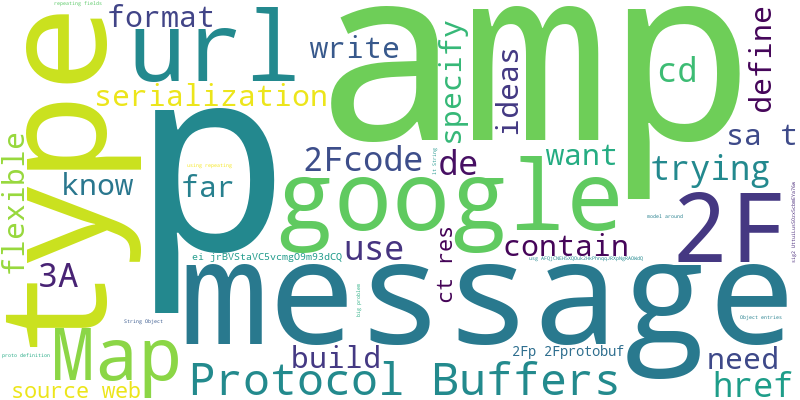 repeating fields
format
url
amp
write
type
serialization
specify
ideas
cd
define
sa t
p
flexible
2Fcode
de
want
trying
know
far
google
2F
model around
use
contain
ct res
ei jrBVStaVC5vcmgO9m93dCQ
3A
message
big problem
String Object
Object entries
Map
build
2Fp 2Fprotobuf
need
proto definition
Protocol Buffers
source web
href